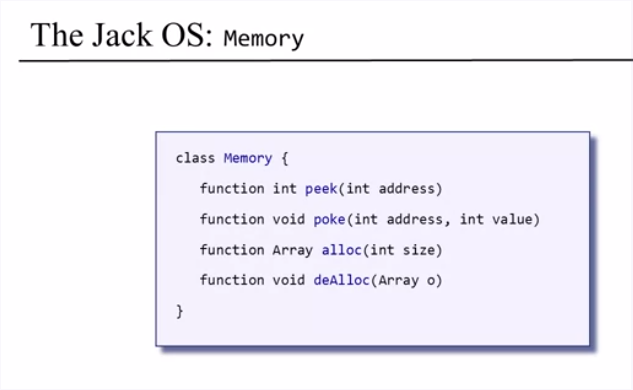 The Jack OS: Memory
class Memory {
function int peek(int address)
function void poke(int address, int value)
function Array alloc(int size)
function void deAlloc(Array o)
}